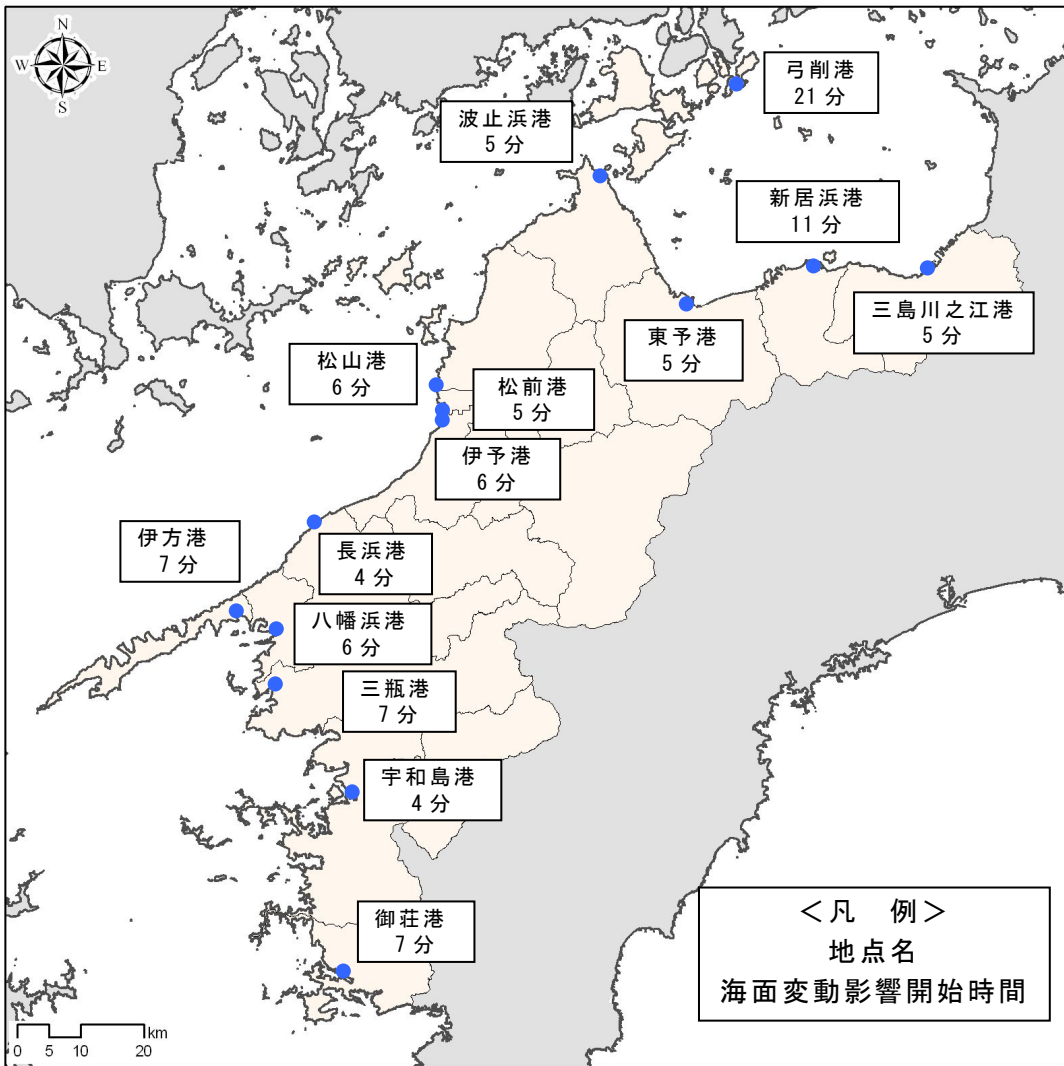 N
W
E
S
弓削港
21分
波止浜港
5分
新居浜港
11分
三島川之江港
5分
東予港
5分
松山港
6分
松前港
5分
伊予港
6分
伊方港
7分
長浜港
4分
八幡浜港
6分
三瓶港
7分
宇和島港
4分
御荘港
7分
＜凡 例＞
地点名
海面変動影響開始時間
km
0 5 10 20